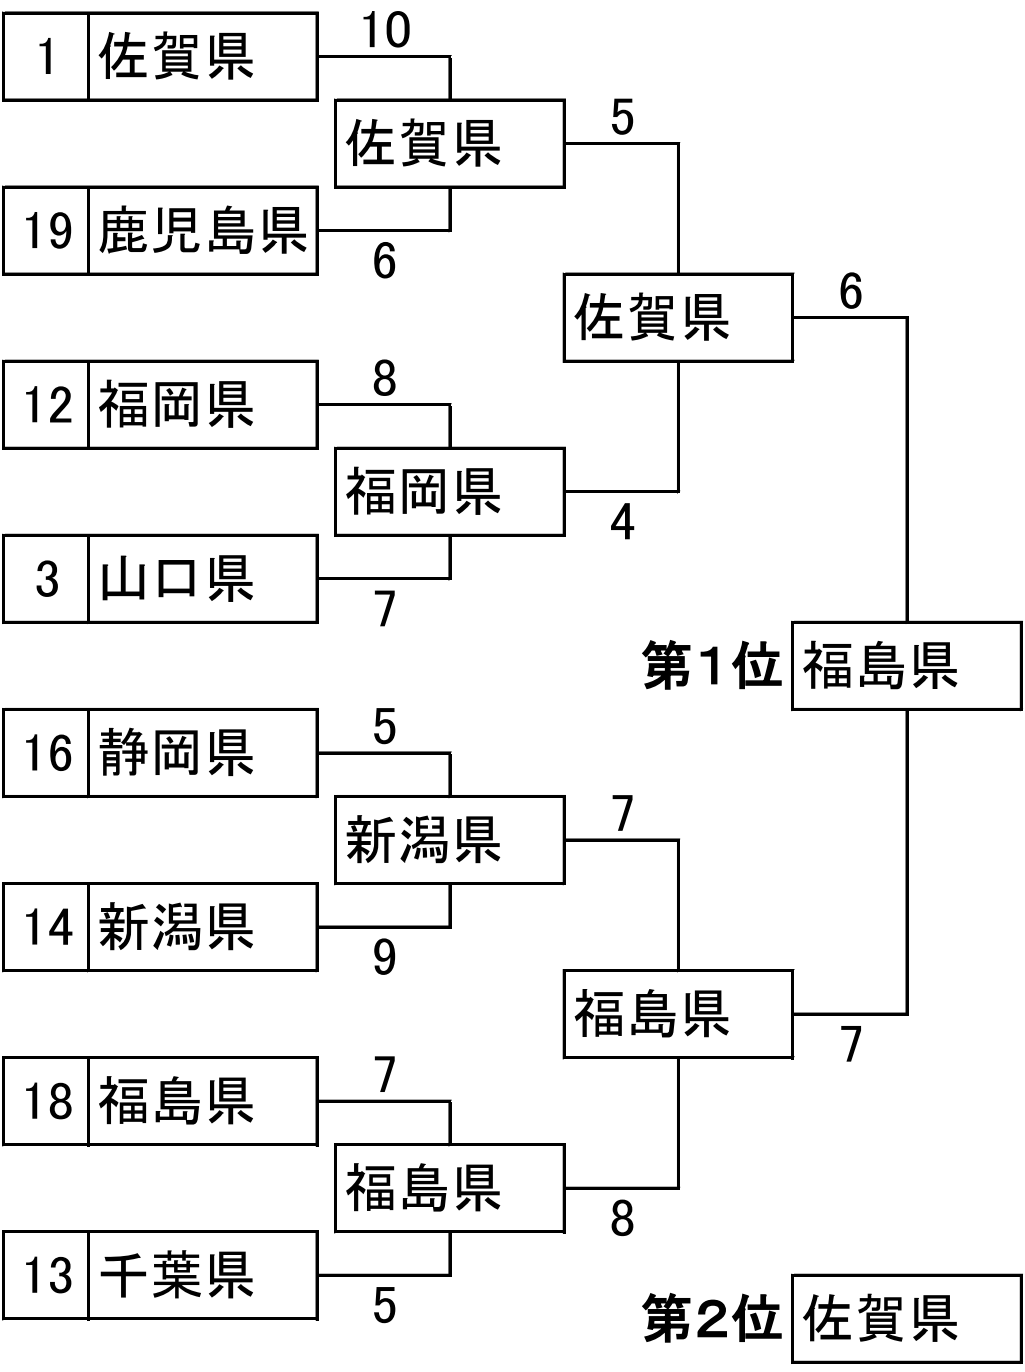 10
1 佐賀県
佐賀県
5
19 鹿児島県
6
佐賀県
6
8
12 福岡県
福岡県
4
3 山口県
7
第1位 福島県
5
16 静岡県
7
新潟県
14 新潟県
9
福島県
7
7
18 福島県
福島県
8
13 千葉県
5
第2位 佐賀県